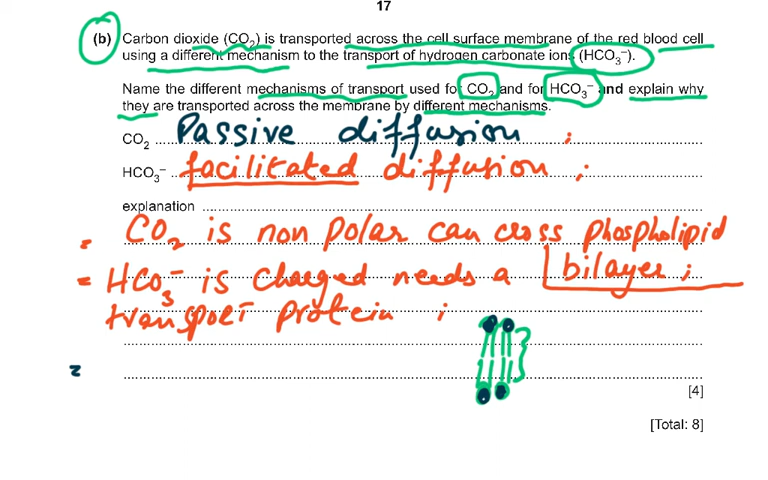 17
(b) Carbon dioxide (CO₂) is transported across the cell surface membrane of the red blood cell
using a different mechanism to the transport of hydrogen carbonate ions (HCO₃⁻).
Name the different mechanisms of transport used for CO₂ and for HCO₃⁻ and explain why
they are transported across the membrane by different mechanisms.
CO₂ Passive diffusion ;
HCO₃⁻ facilitated diffusion ;
explanation
= CO₂ is non polar can cross phospholipid
= HCO₃⁻ is charged needs a bilayer ;
transport protein ;
[4]
[Total: 8]